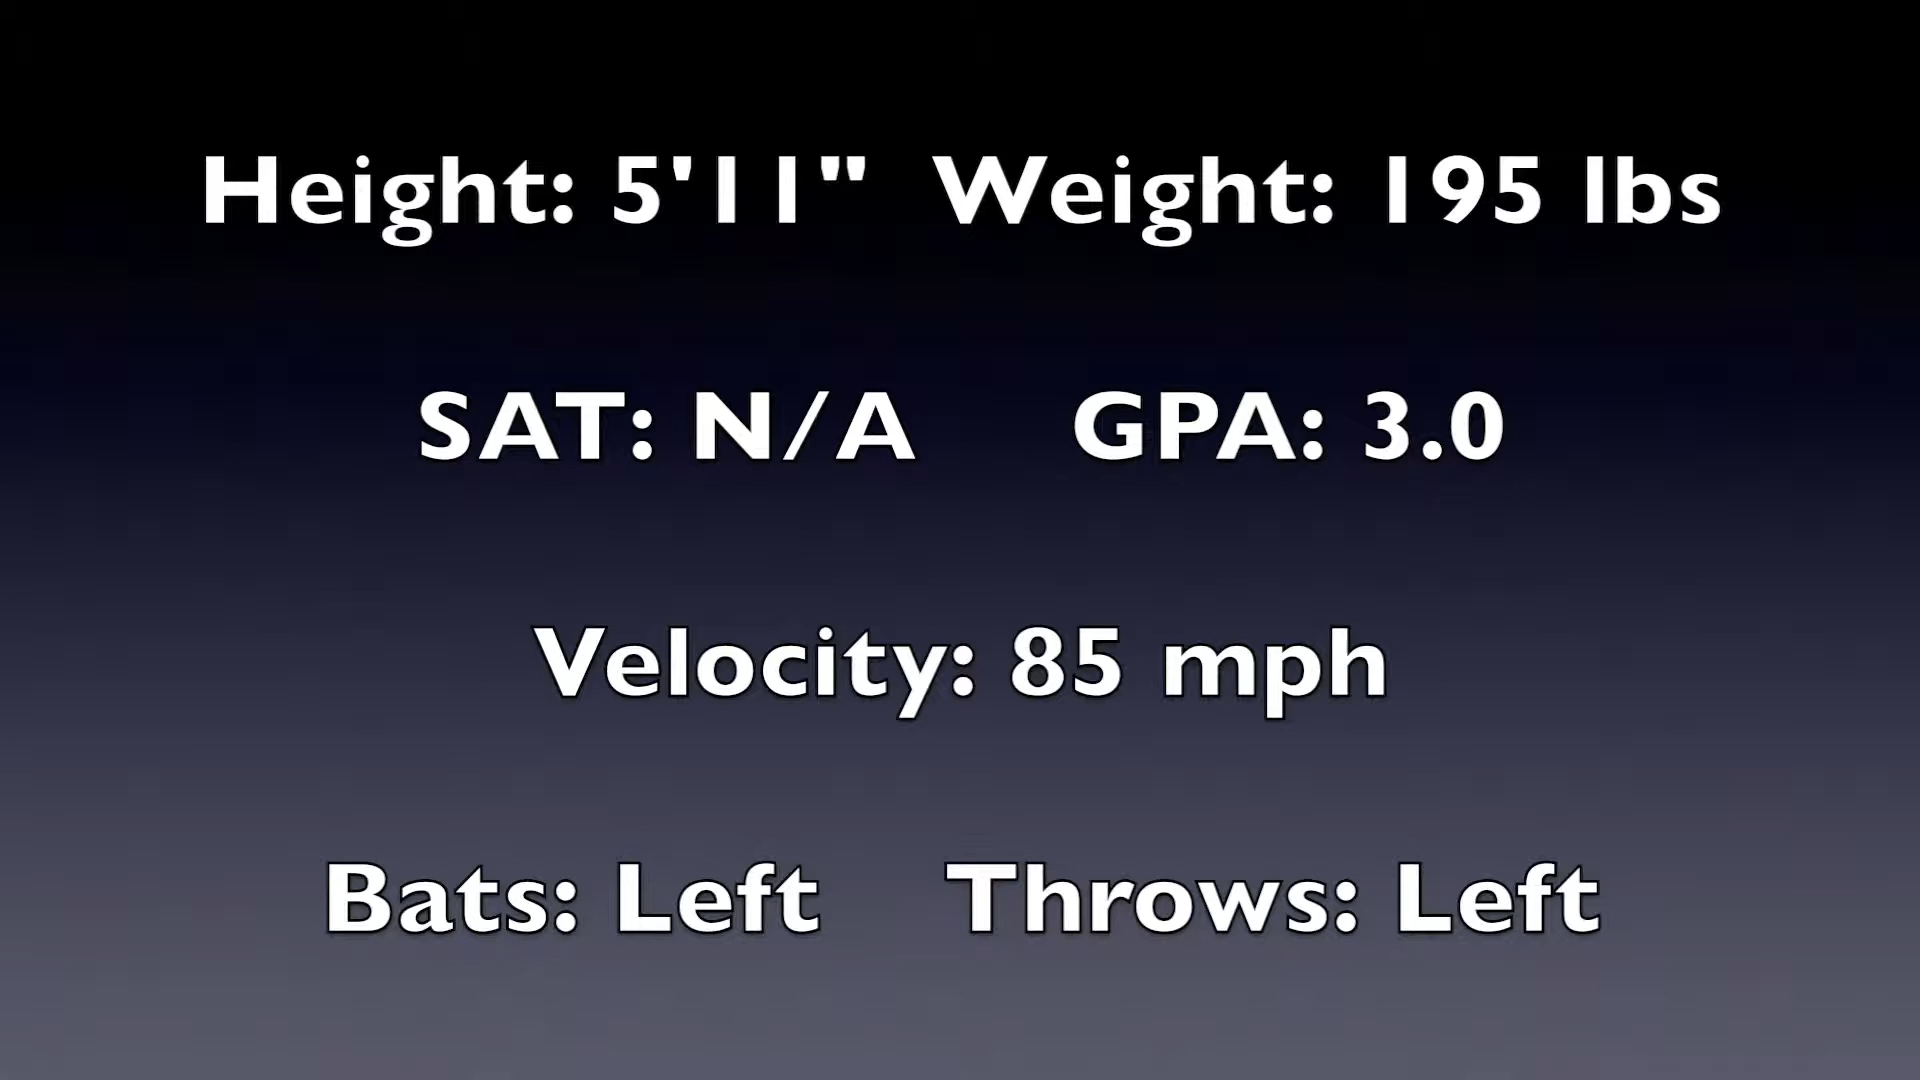 Height: 5'11" Weight: 195 lbs
SAT: N/A GPA: 3.0
Velocity: 85 mph
Bats: Left Throws: Left